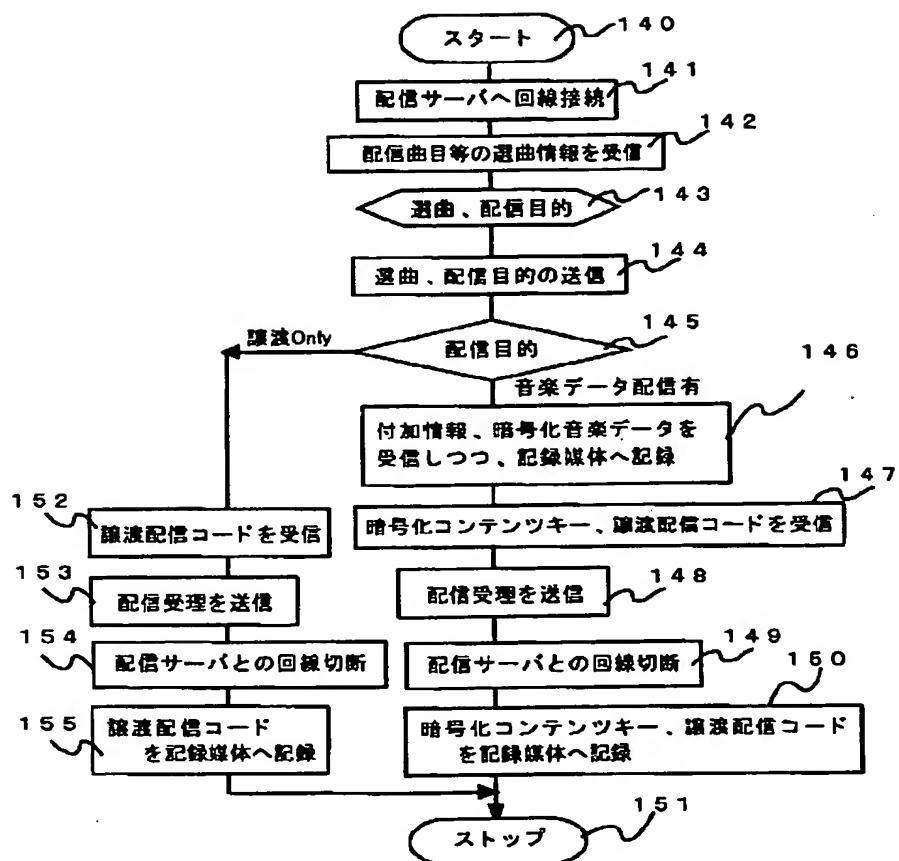 スタート
140
141
配信サーバへ回線接続
142
配信曲目等の選曲情報を受信
143
選曲、配信目的
144
選曲、配信目的の送信
145
配信目的
譲渡Only
音楽データ配信有
146
付加情報、暗号化音楽データを
受信しつつ、記録媒体へ記録
147
暗号化コンテンツキー、譲渡配信コードを受信
152
譲渡配信コードを受信
153
配信受理を送信
148
配信受理を送信
154
配信サーバとの回線切断
149
配信サーバとの回線切断
150
155
譲渡配信コード
を記録媒体へ記録
暗号化コンテンツキー、譲渡配信コード
を記録媒体へ記録
151
ストップ